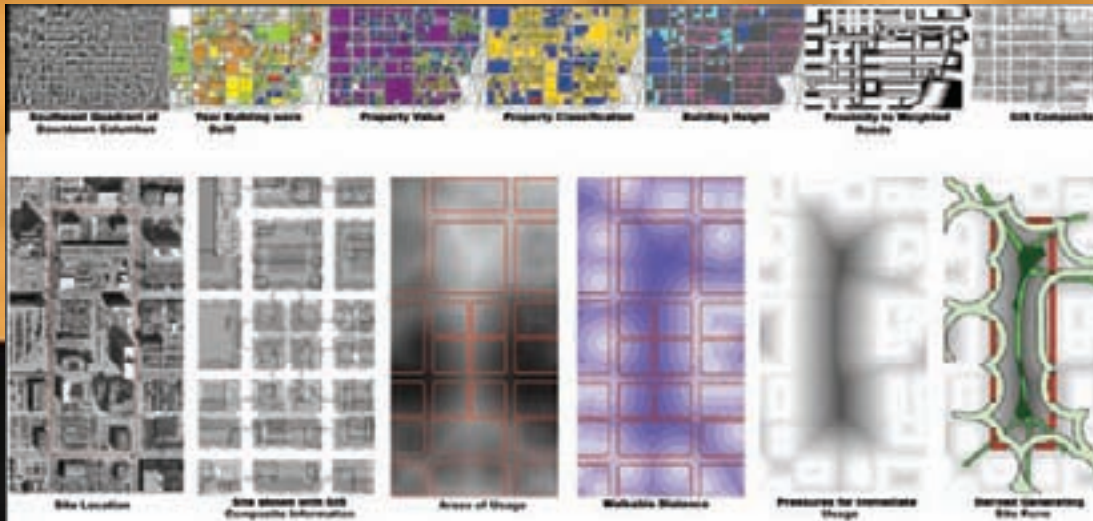 Southeast Quadrant of
Downtown Columbus
Year Building were
Built
Property Value
Property Classification
Building Height
Proximity to Weighted
Roads
GIS Composite
Site Location
Site shown with GIS
Composite Information
Areas of Usage
Walkable Distance
Pressures for Immediate
Usage
Generating
Site Form